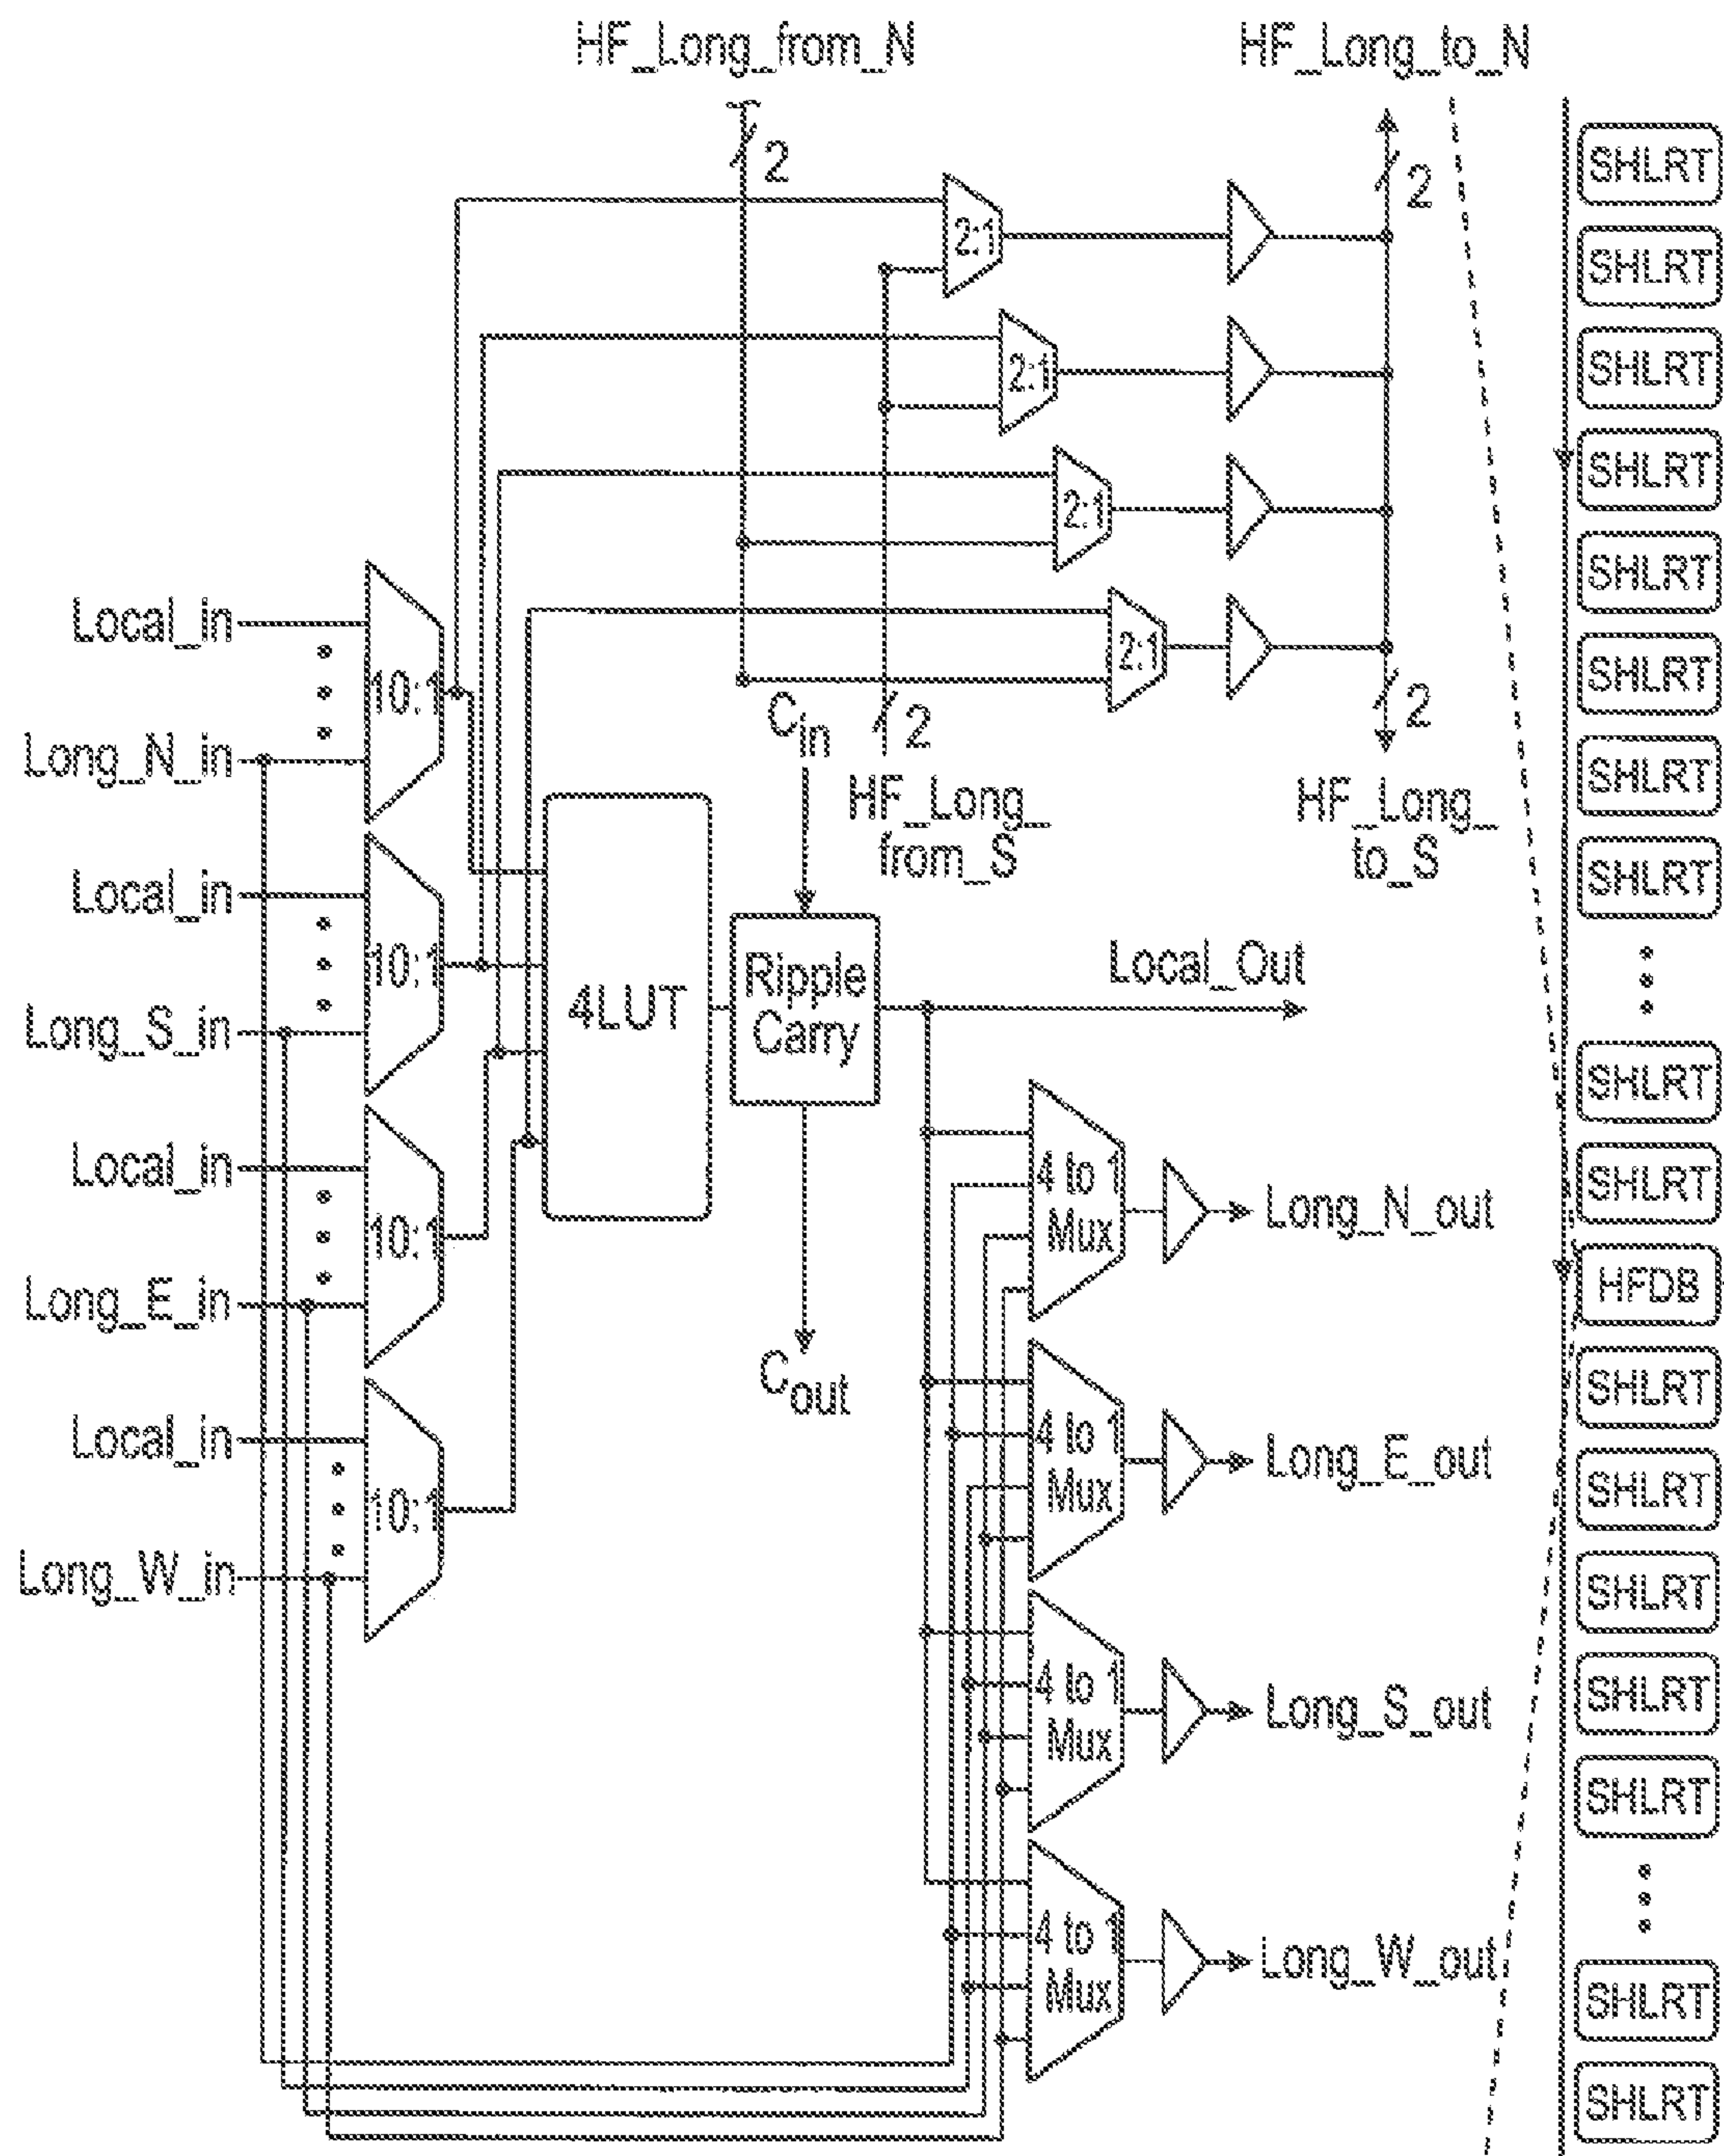 HF_Long_from_N
HF_Long_to_N
2
2
2:1
2:1
2:1
2:1
2
2
HF_Long_
from_S
HF_Long_
to_S
Local_in
10:1
Long_N_in
Local_in
10:1
Long_S_in
Local_in
10:1
Long_E_in
Local_in
10:1
Long_W_in
4LUT
Cin
Ripple
Carry
Cout
Local_Out
4 to 1
Mux
Long_N_out
4 to 1
Mux
Long_E_out
4 to 1
Mux
Long_S_out
4 to 1
Mux
Long_W_out
SHLRT
SHLRT
SHLRT
SHLRT
SHLRT
SHLRT
SHLRT
SHLRT
SHLRT
SHLRT
HFDB
SHLRT
SHLRT
SHLRT
SHLRT
SHLRT
SHLRT
SHLRT